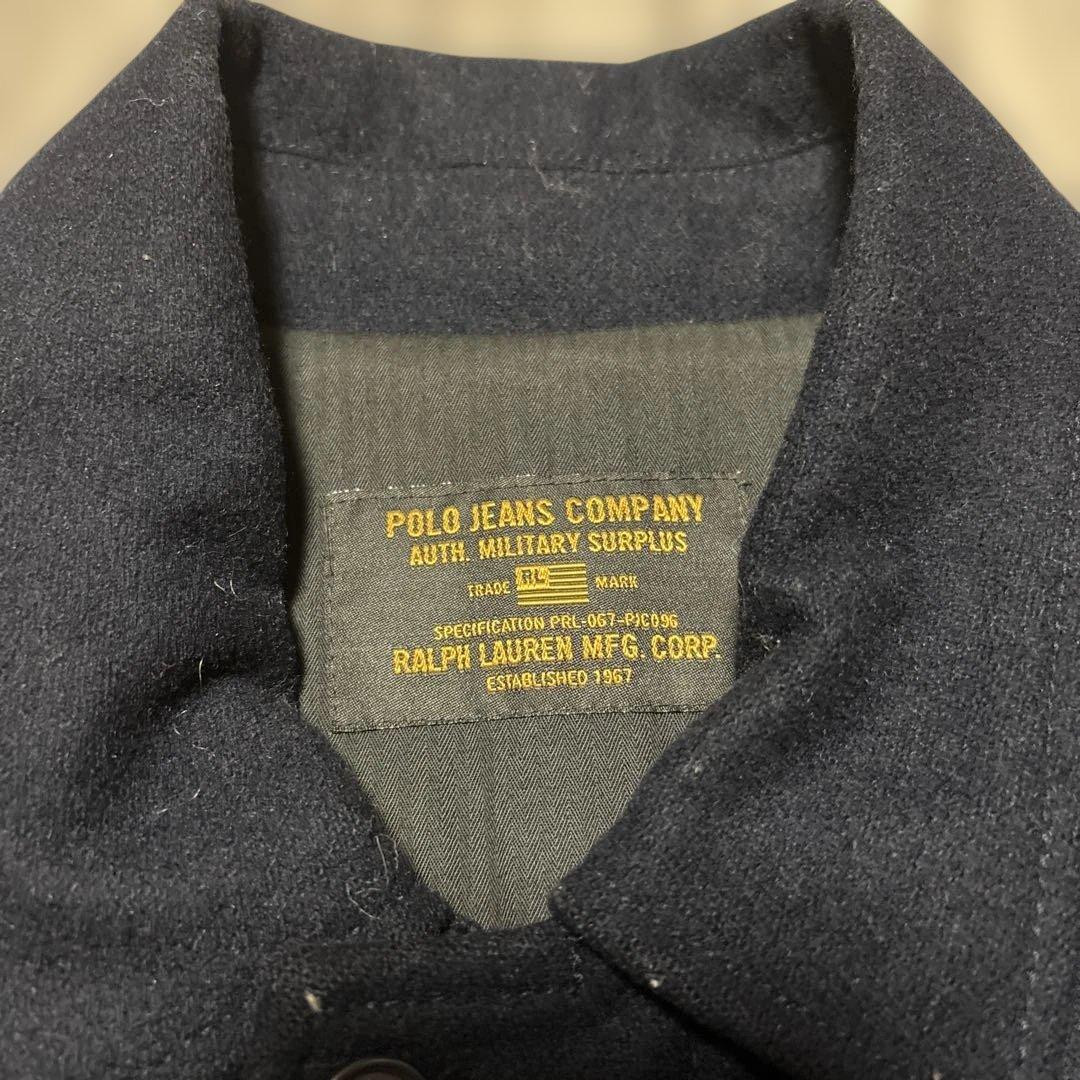 POLO JEANS COMPANY
AUTH. MILITARY SURPLUS
TRADE RL MARK
SPECIFICATION PRL-067-PJC096
RALPH LAUREN MFG. CORP.
ESTABLISHED 1967